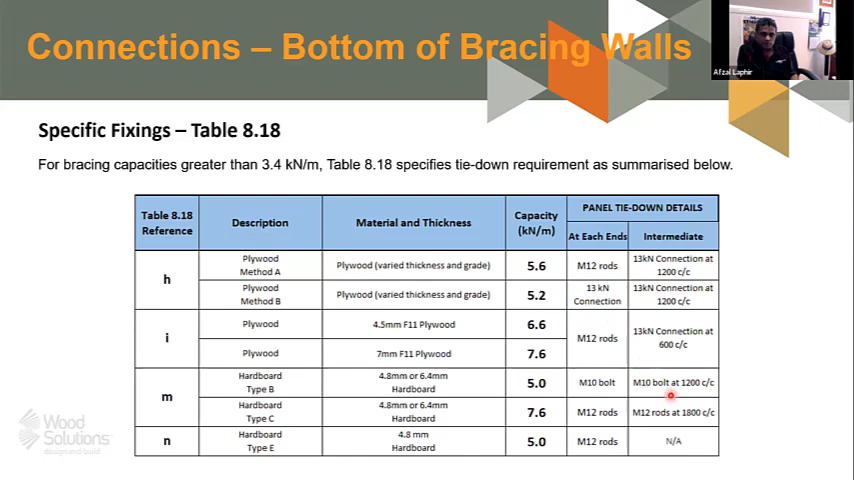 Connections – Bottom of Bracing Walls
Afzal Laphir
Specific Fixings – Table 8.18
For bracing capacities greater than 3.4 kN/m, Table 8.18 specifies tie-down requirement as summarised below.
Table 8.18 Reference
Description
Material and Thickness
Capacity (kN/m)
PANEL TIE-DOWN DETAILS
At Each Ends
Intermediate
h
Plywood Method A
Plywood (varied thickness and grade)
5.6
M12 rods
13kN Connection at 1200 c/c
Plywood Method B
Plywood (varied thickness and grade)
5.2
13 kN Connection
13kN Connection at 1200 c/c
i
Plywood
4.5mm F11 Plywood
6.6
M12 rods
13kN Connection at 600 c/c
Plywood
7mm F11 Plywood
7.6
m
Hardboard Type B
4.8mm or 6.4mm Hardboard
5.0
M10 bolt
M10 bolt at 1200 c/c
Hardboard Type C
4.8mm or 6.4mm Hardboard
7.6
M12 rods
M12 rods at 1800 c/c
n
Hardboard Type E
4.8 mm Hardboard
5.0
M12 rods
N/A
Wood
Solutions
design and build